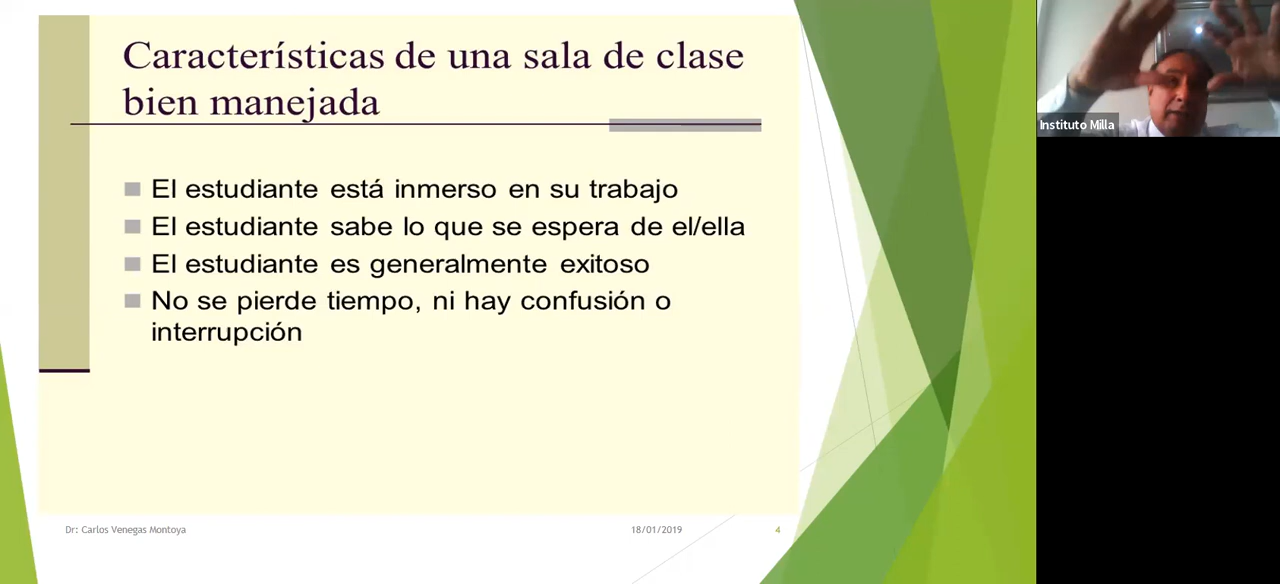 Características de una sala de clase
bien manejada
El estudiante está inmerso en su trabajo
El estudiante sabe lo que se espera de el/ella
El estudiante es generalmente exitoso
No se pierde tiempo, ni hay confusión o
interrupción
Dr: Carlos Venegas Montoya
18/01/2019
4
Instituto Milla